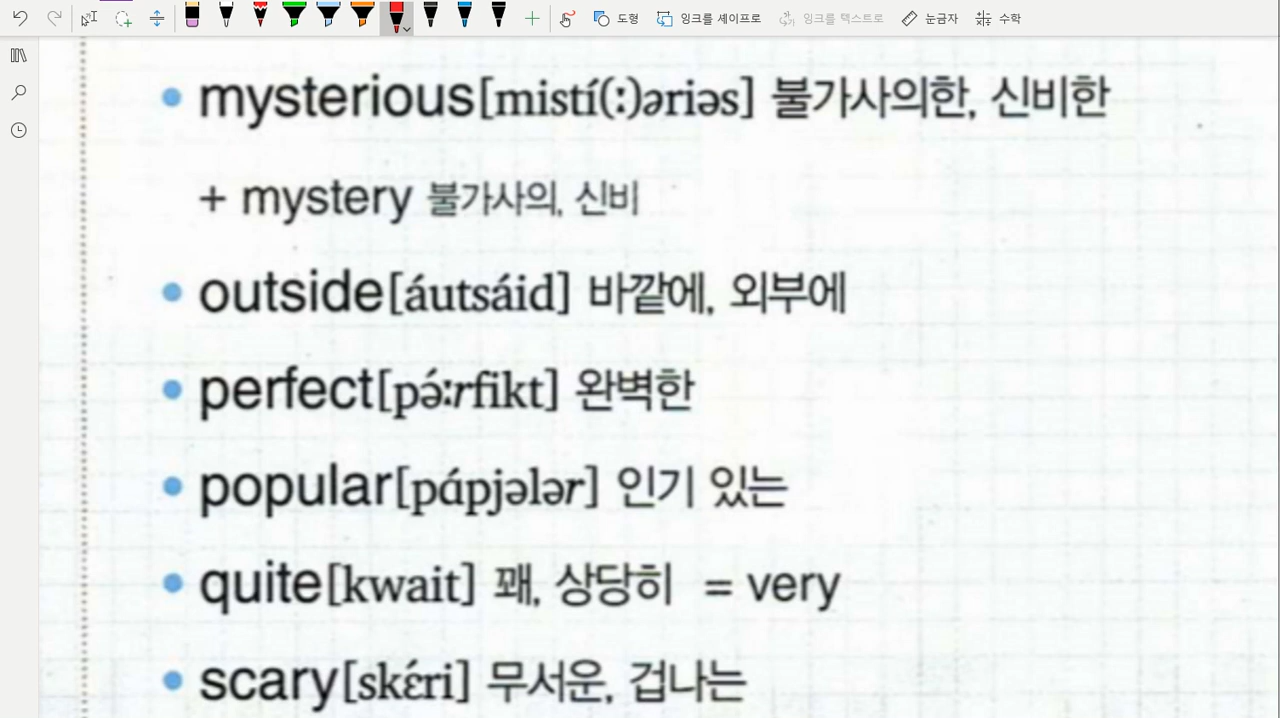 도형 잉크를 셰이프로 잉크를 텍스트로 눈금자 수학
mysterious[mistí(ː)əriəs] 불가사의한, 신비한
+ mystery 불가사의, 신비
outside[áutsáid] 바깥에, 외부에
perfect[pə́ːrfikt] 완벽한
popular[pápjələr] 인기 있는
quite[kwait] 꽤, 상당히 = very
scary[skɛ́ri] 무서운, 겁나는